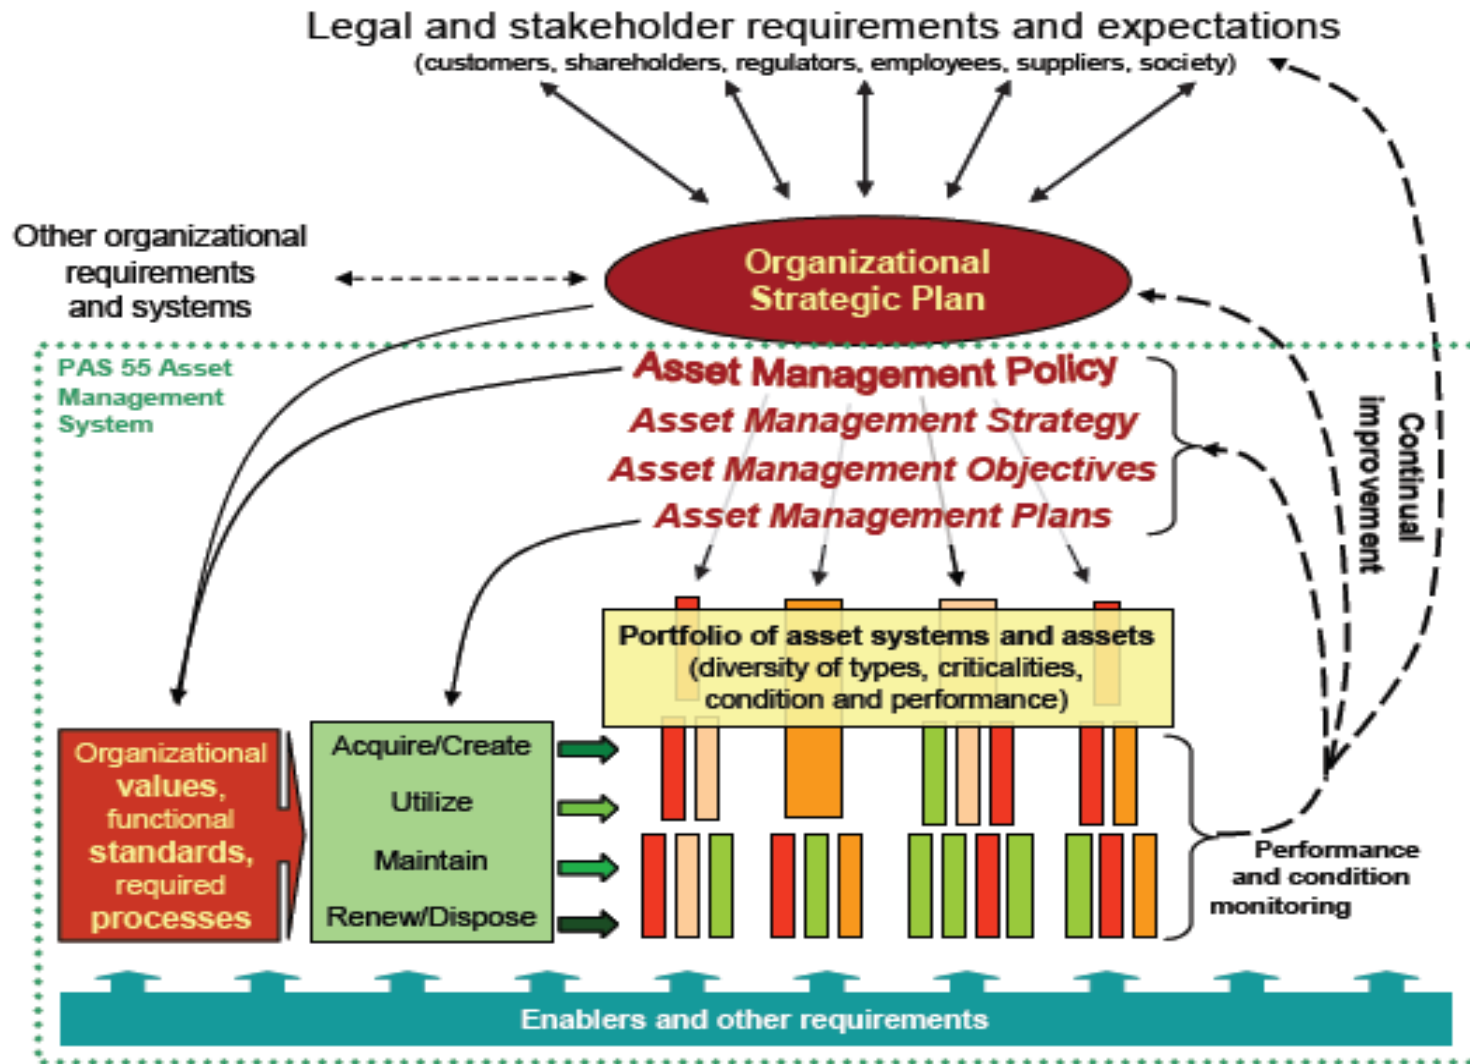 Legal and stakeholder requirements and expectations
(customers, shareholders, regulators, employees, suppliers, society)
Other organizational
requirements
and systems
Organizational
Strategic Plan
PAS 55 Asset
Management
System
Asset Management Policy
Asset Management Strategy
Asset Management Objectives
Asset Management Plans
Continual
improvement
Portfolio of asset systems and assets
(diversity of types, criticalities,
condition and performance)
Organizational
values,
functional
standards,
required
processes
Acquire/Create
Utilize
Maintain
Renew/Dispose
Performance
and condition
monitoring
Enablers and other requirements